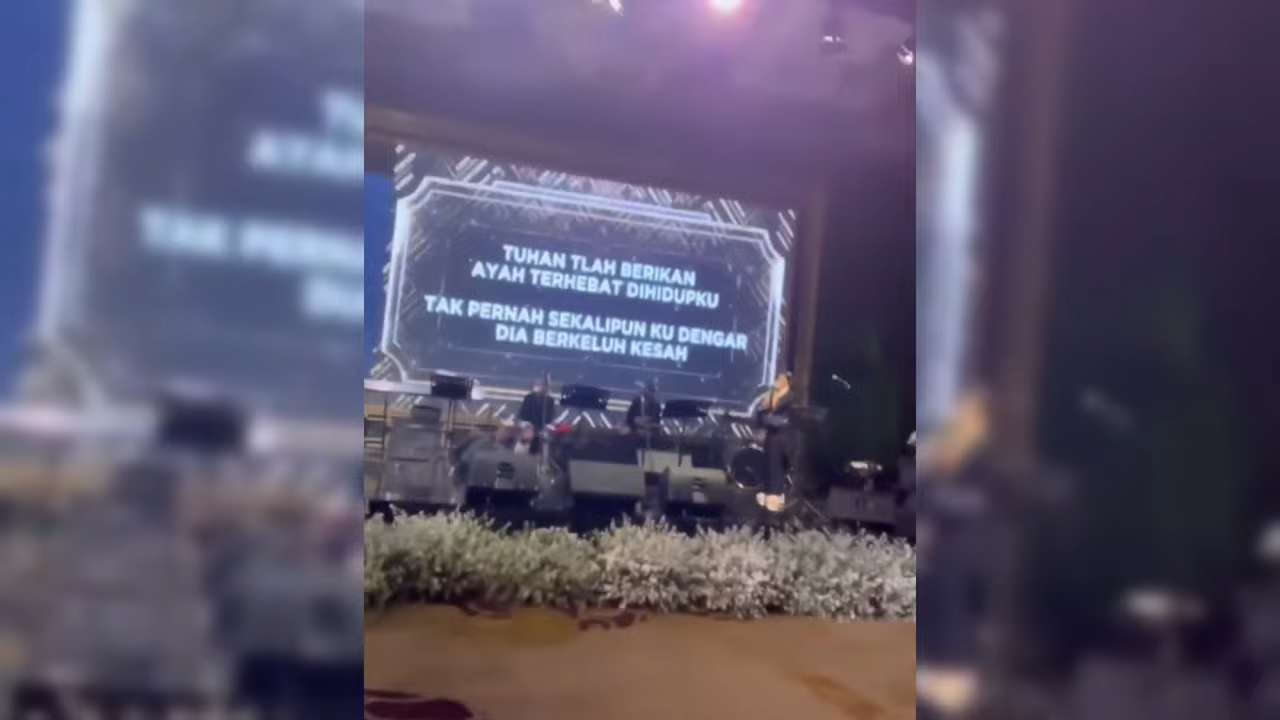 TUHAN TLAH BERIKAN
AYAH TERHEBAT DIHIDUPKU
TAK PERNAH SEKALIPUN KU DENGAR
DIA BERKELUH KESAH